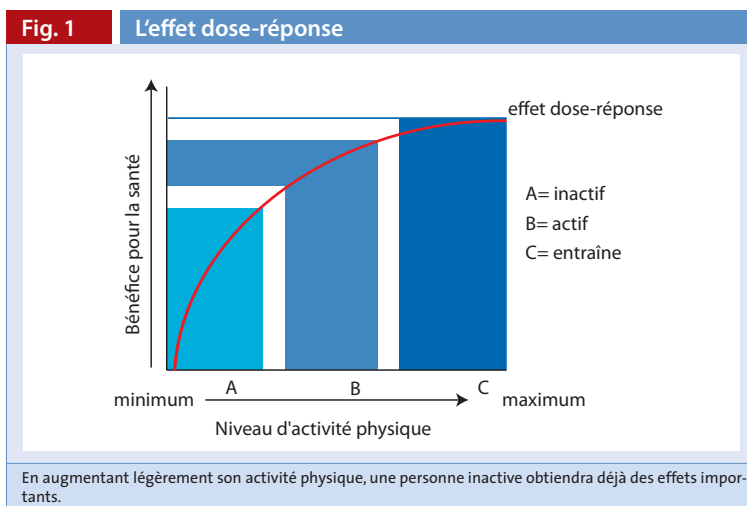 Fig. 1
L'effet dose-réponse
effet dose-réponse
Bénéfice pour la santé
A= inactif
B= actif
C= entraîne
A
B
C
minimum
maximum
Niveau d'activité physique
En augmentant légèrement son activité physique, une personne inactive obtiendra déjà des effets impor-
tants.